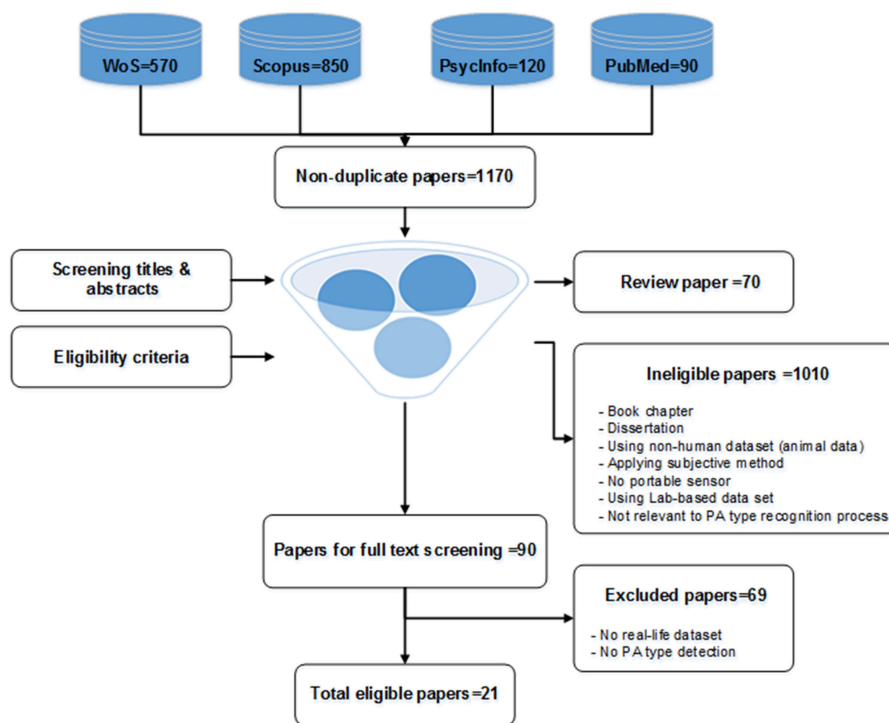 WoS=570
Scopus=850
PsycInfo=120
PubMed=90
Non-duplicate papers=1170
Screening titles &
abstracts
Review paper =70
Eligibility criteria
Ineligible papers =1010
- Book chapter
- Dissertation
- Using non-human dataset (animal data)
- Applying subjective method
- No portable sensor
- Using Lab-based data set
- Not relevant to PA type recognition process
Papers for full text screening =90
Excluded papers=69
- No real-life dataset
- No PA type detection
Total eligible papers=21